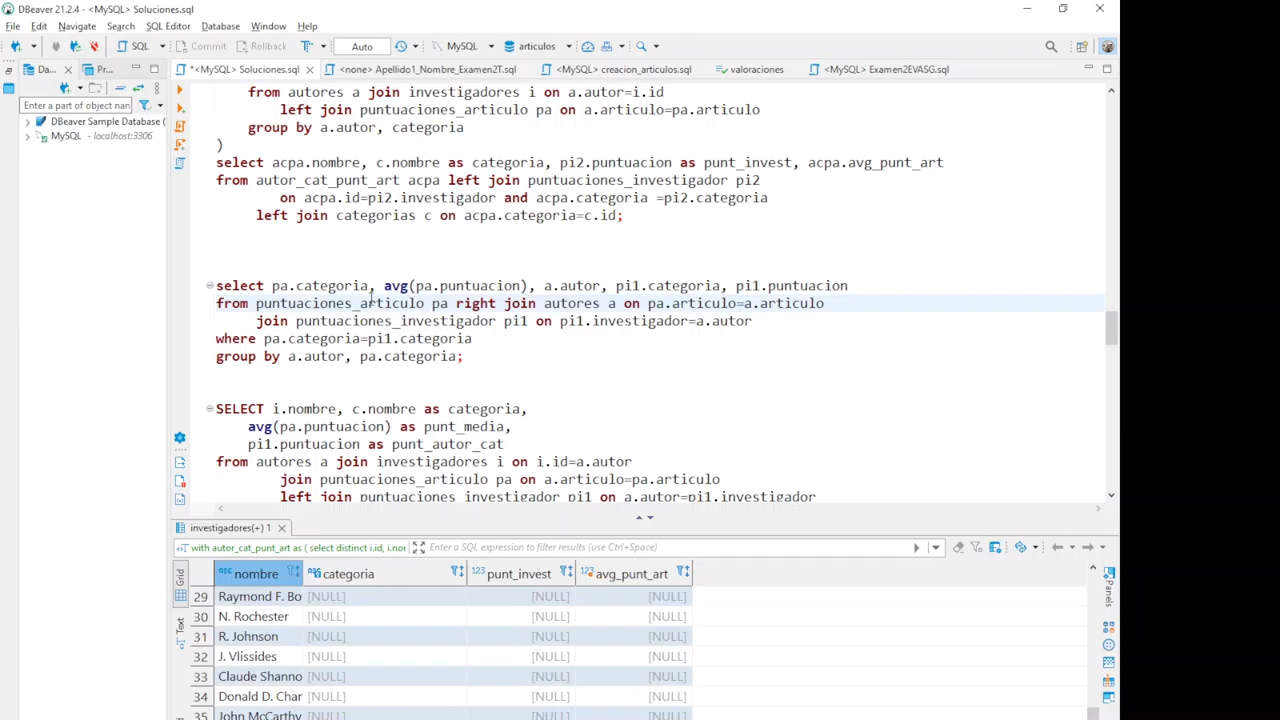 DBeaver 21.2.4 - <MySQL> Soluciones.sql
File Edit Navigate Search SQL Editor Database Window Help
SQL Commit Rollback Auto MySQL articulos
Da... Pr... *<MySQL> Soluciones.sql <none> Apellido1_Nombre_Examen2T.sql <MySQL> creacion_articulos.sql valoraciones <MySQL> Examen2EVASG.sql
Enter a part of object nam
DBeaver Sample Database (
MySQL - localhost:3306
from autores a join investigadores i on a.autor=i.id
left join puntuaciones_articulo pa on a.articulo=pa.articulo
group by a.autor, categoria
)
select acpa.nombre, c.nombre as categoria, pi2.puntuacion as punt_invest, acpa.avg_punt_art
from autor_cat_punt_art acpa left join puntuaciones_investigador pi2
on acpa.id=pi2.investigador and acpa.categoria =pi2.categoria
left join categorias c on acpa.categoria=c.id;
select pa.categoria, avg(pa.puntuacion), a.autor, pi1.categoria, pi1.puntuacion
from puntuaciones_articulo pa right join autores a on pa.articulo=a.articulo
join puntuaciones_investigador pi1 on pi1.investigador=a.autor
where pa.categoria=pi1.categoria
group by a.autor, pa.categoria;
SELECT i.nombre, c.nombre as categoria,
avg(pa.puntuacion) as punt_media,
pi1.puntuacion as punt_autor_cat
from autores a join investigadores i on i.id=a.autor
join puntuaciones_articulo pa on a.articulo=pa.articulo
left join puntuaciones_investigador pi1 on a.autor=pi1.investigador
investigadores(+) 1
with autor_cat_punt_art as ( select distinct i.id, i.nor Enter a SQL expression to filter results (use Ctrl+Space)
Grid
Text
Panels
nombre categoria punt_invest avg_punt_art
29 Raymond F. Bo [NULL] [NULL] [NULL]
30 N. Rochester [NULL] [NULL] [NULL]
31 R. Johnson [NULL] [NULL] [NULL]
32 J. Vlissides [NULL] [NULL] [NULL]
33 Claude Shanno [NULL] [NULL] [NULL]
34 Donald D. Char [NULL] [NULL] [NULL]
35 John McCarthy [NULL] [NULL] [NULL]